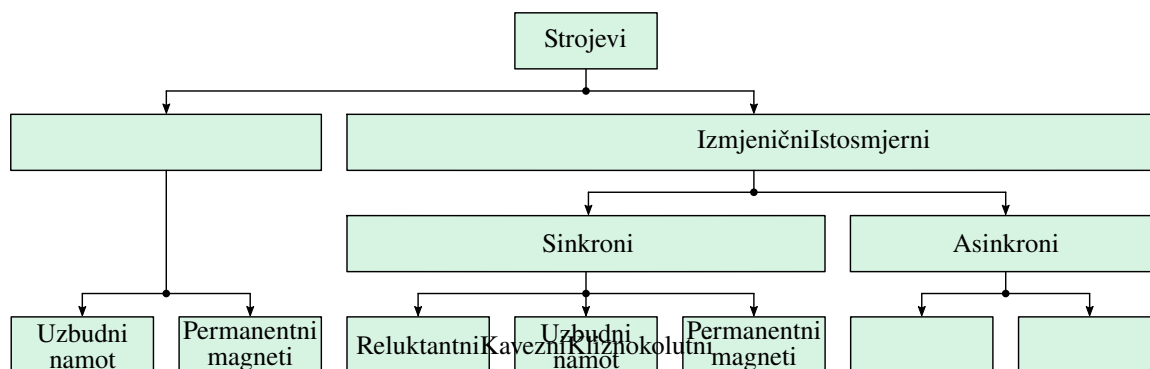 Strojevi
IzmjeničniIstosmjerni
Sinkroni
Asinkroni
Uzbudni
namot
Permanentni
magneti
ReluktantniKavezniKliznokolutni
Uzbudni
namot
Permanentni
magneti